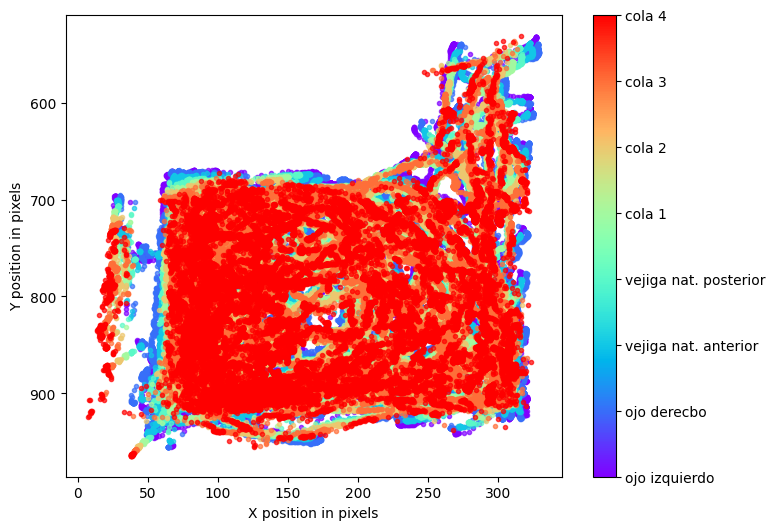 600
700
800
900
Y position in pixels
0
50
100
150
200
250
300
X position in pixels
cola 4
cola 3
cola 2
cola 1
vejiga nat. posterior
vejiga nat. anterior
ojo derecbo
ojo izquierdo